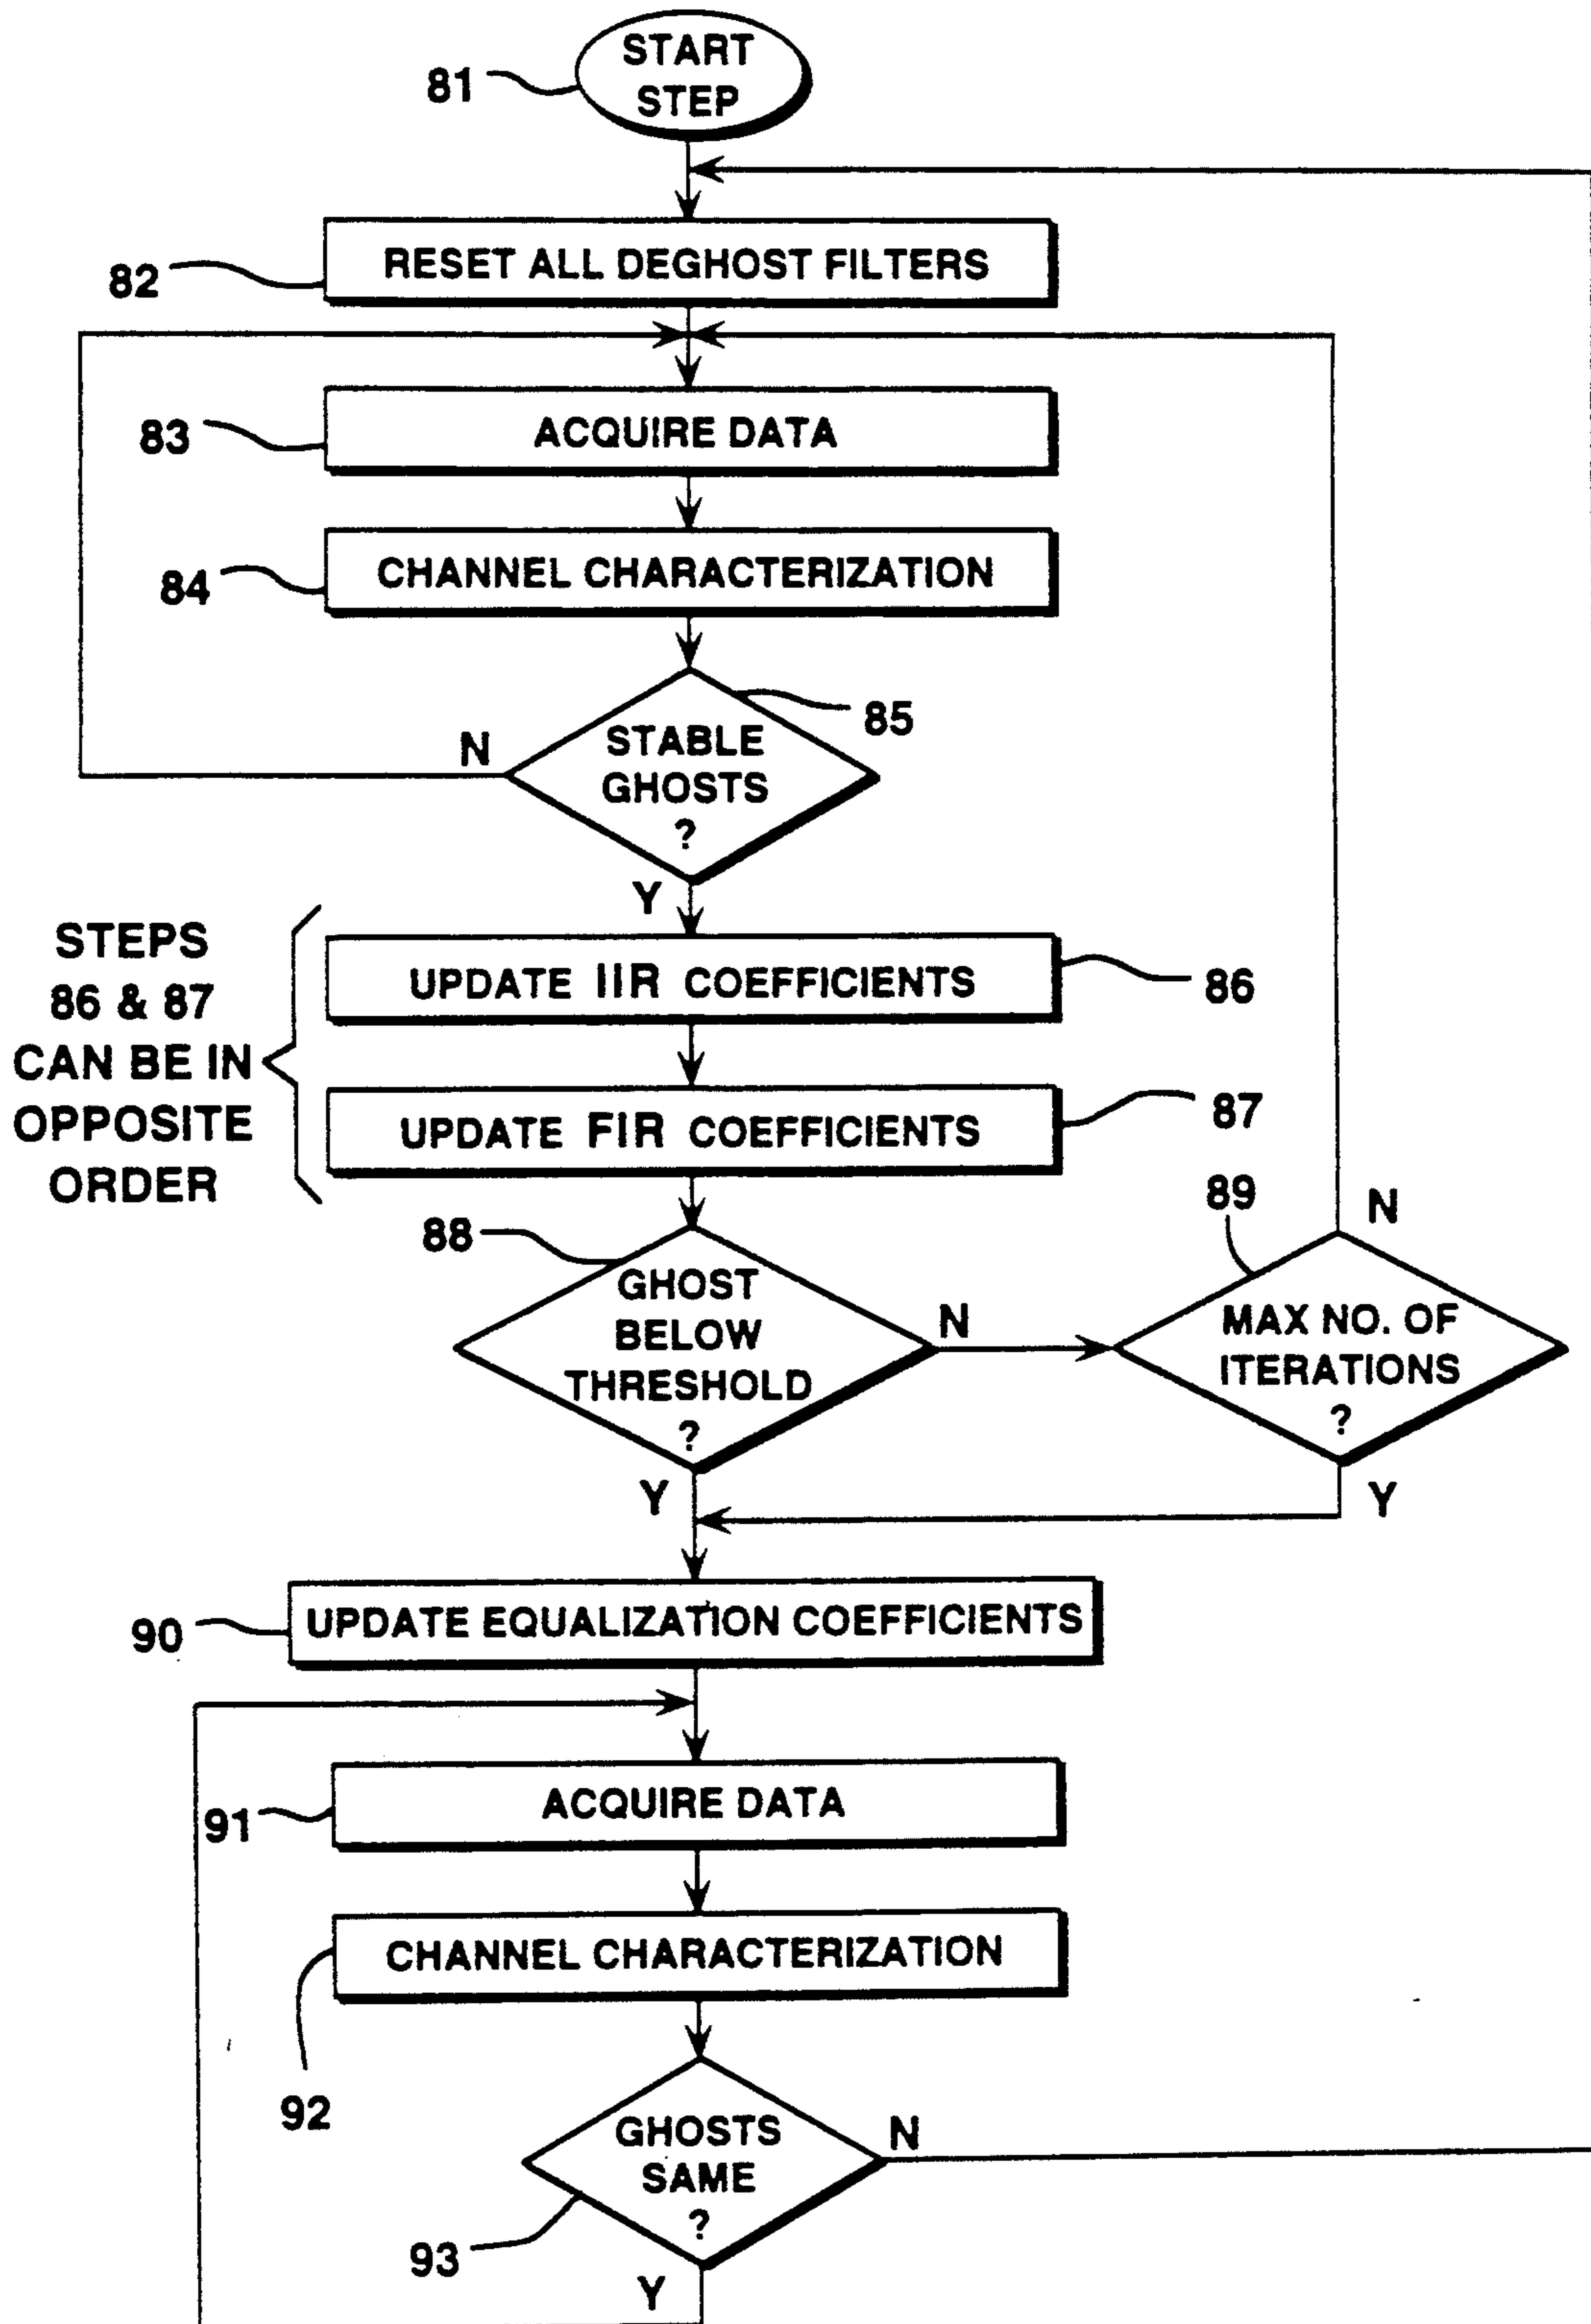 START
STEP
81
RESET ALL DEGHOST FILTERS
82
ACQUIRE DATA
83
CHANNEL CHARACTERIZATION
84
85
STABLE
GHOSTS
?
N
Y
STEPS
86 & 87
CAN BE IN
OPPOSITE
ORDER
UPDATE IIR COEFFICIENTS
86
UPDATE FIR COEFFICIENTS
87
88
GHOST
BELOW
THRESHOLD
?
N
Y
89
N
MAX NO. OF
ITERATIONS
?
Y
90
UPDATE EQUALIZATION COEFFICIENTS
ACQUIRE DATA
91
CHANNEL CHARACTERIZATION
92
GHOSTS
SAME
?
N
93
Y